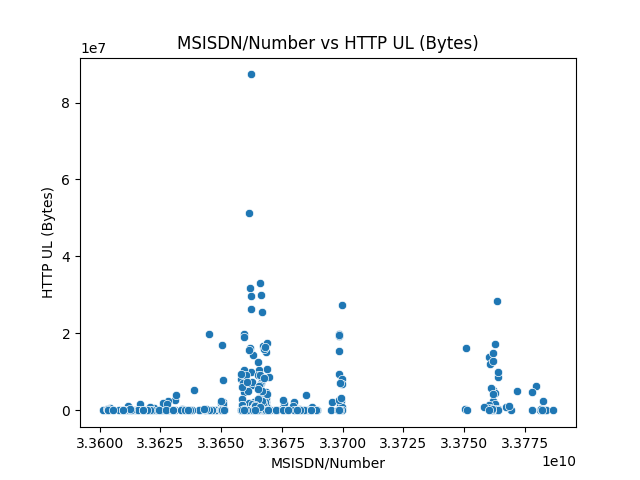 MSISDN/Number vs HTTP UL (Bytes)
1e7
8
6
4
2
0
HTTP UL (Bytes)
3.3600 3.3625 3.3650 3.3675 3.3700 3.3725 3.3750 3.3775
MSISDN/Number
1e10